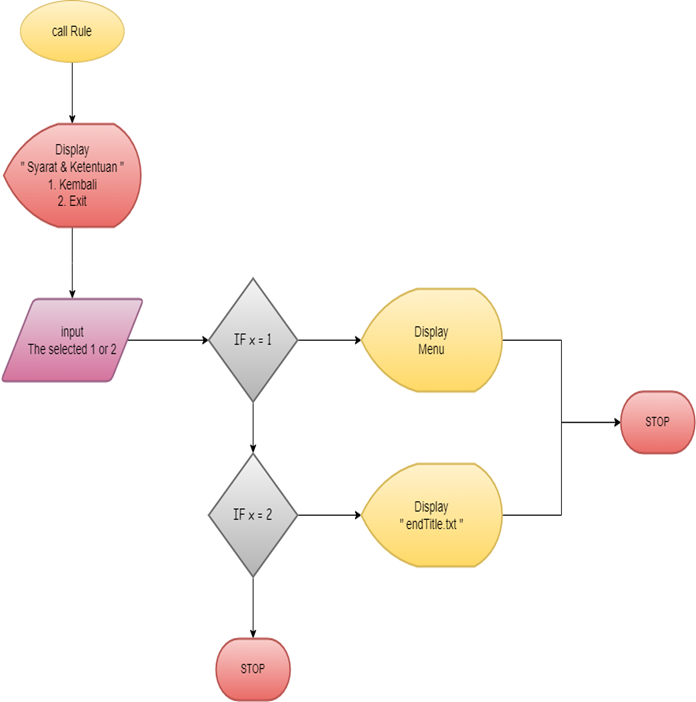 call Rule
Display
" Syarat & Ketentuan "
1. Kembali
2. Exit
input
The selected 1 or 2
IF x = 1
Display
Menu
STOP
IF x = 2
Display
" endTitle.txt "
STOP